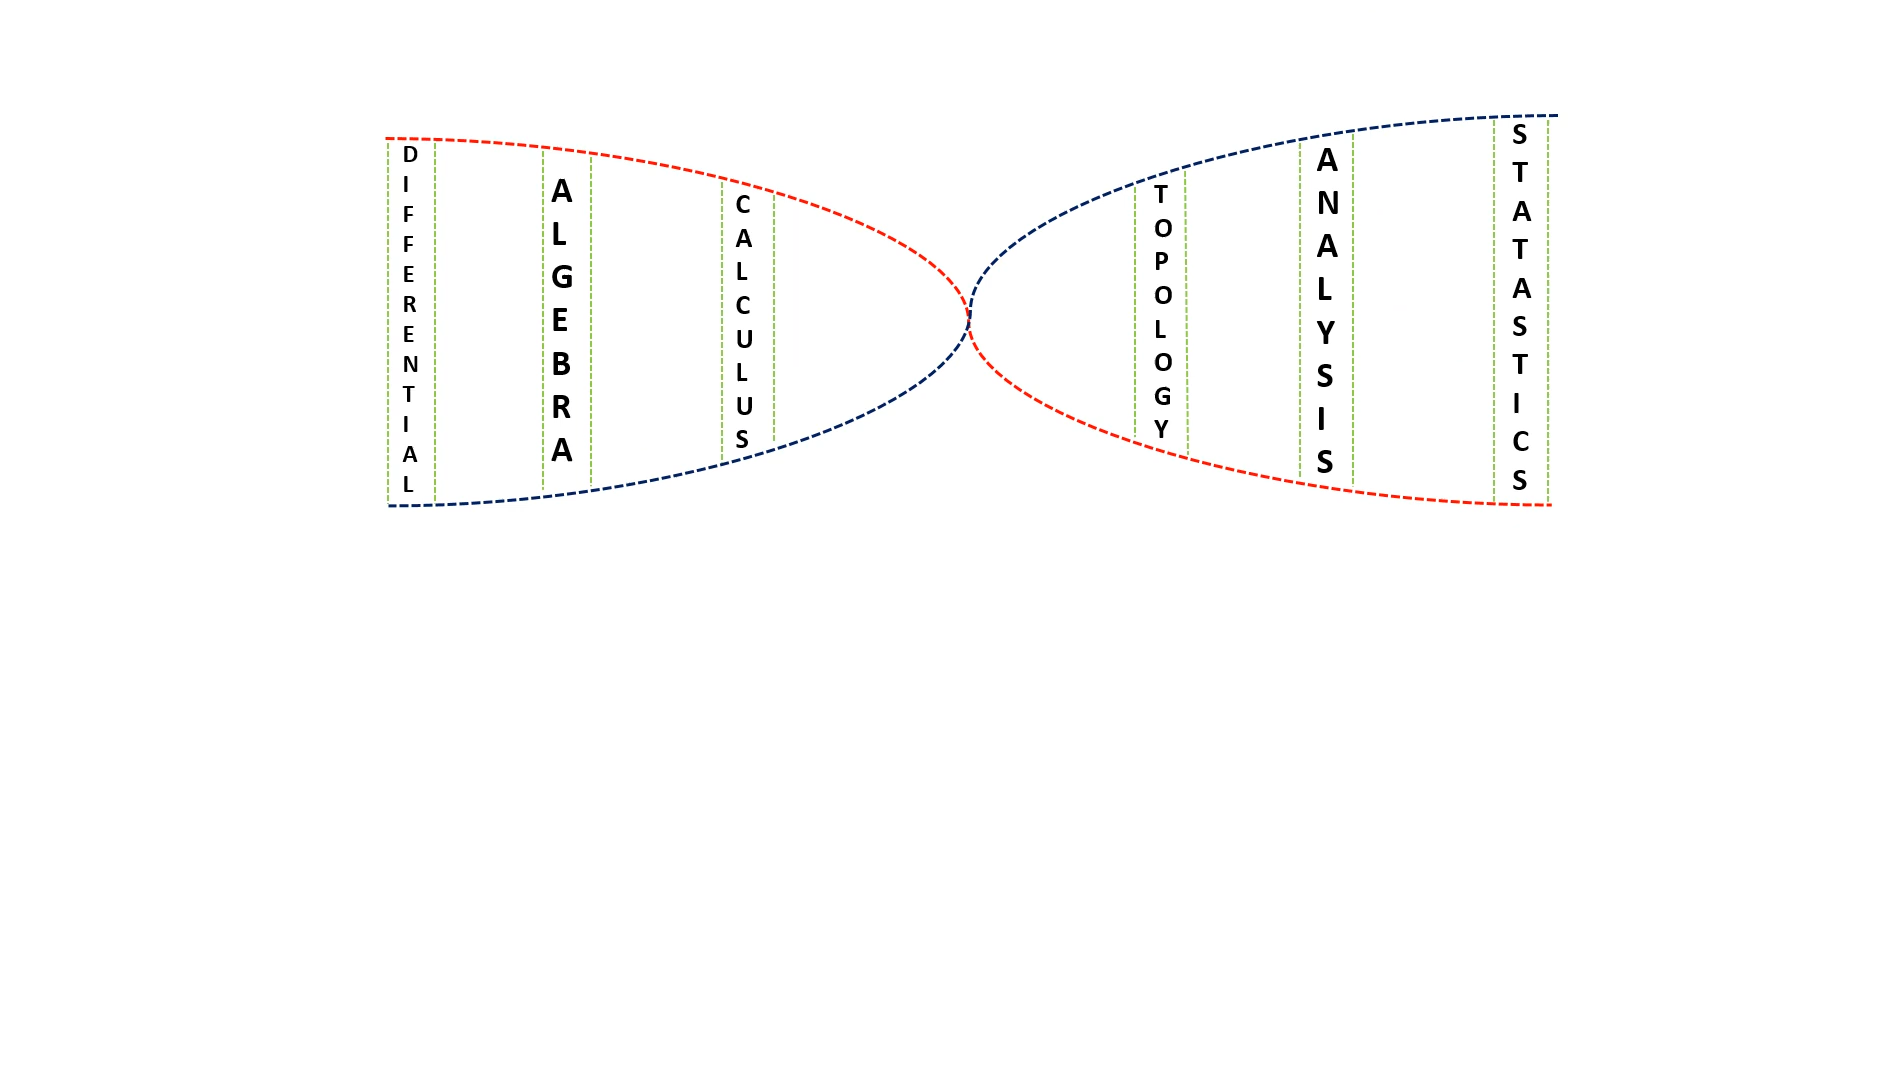 DIFFERENTIAL
ALGEBRA
CALCULUS
TOPOLOGY
ANALYSIS
STATASTICS